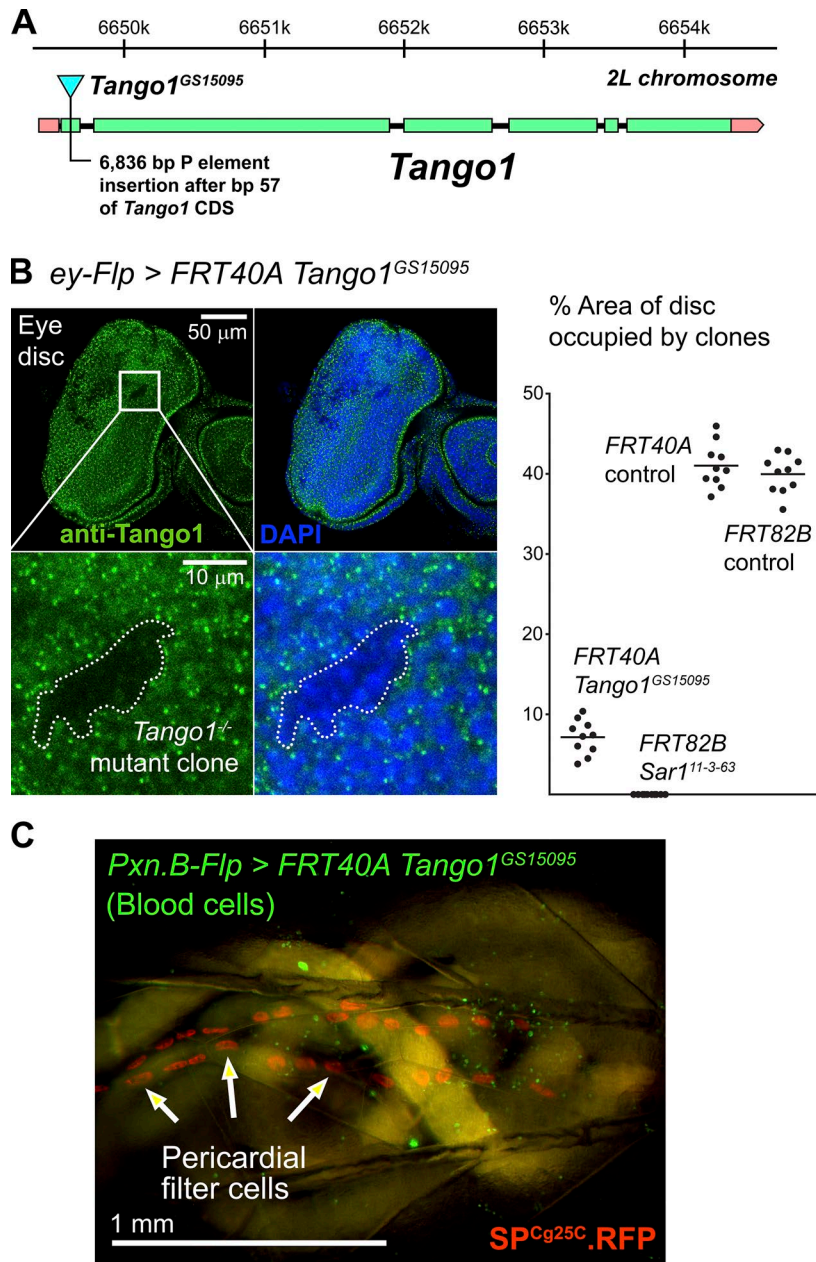 A
6650k 6651k 6652k 6653k 6654k
Tango1GS15095
2L chromosome
6,836 bp P element
insertion after bp 57
of Tango1 CDS
Tango1
B ey-Flp > FRT40A Tango1GS15095
Eye
disc
50 μm
anti-Tango1
DAPI
10 μm
Tango1-/-
mutant clone
% Area of disc
occupied by clones
50
40
30
20
10
FRT40A
control
FRT82B
control
FRT40A
Tango1GS15095
FRT82B
Sar111-3-63
C
Pxn.B-Flp > FRT40A Tango1GS15095
(Blood cells)
Pericardial
filter cells
1 mm
SPCg25C.RFP